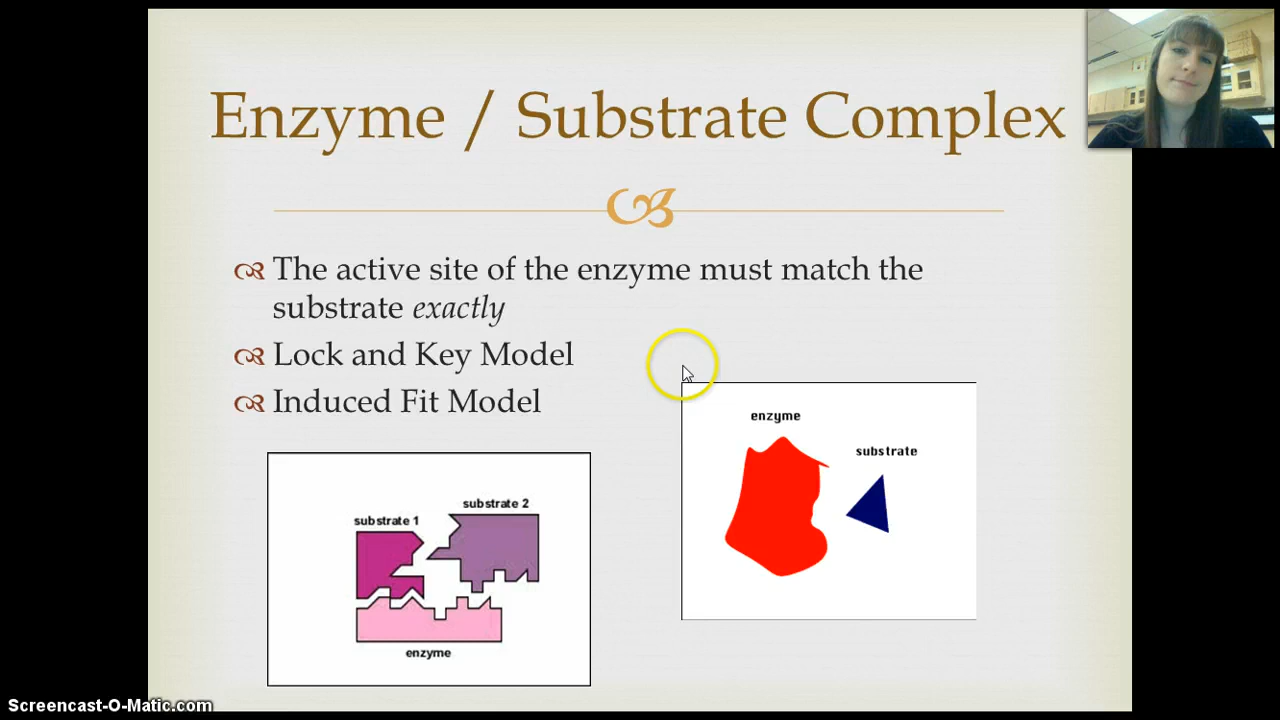 Enzyme / Substrate Complex
The active site of the enzyme must match the
substrate exactly
Lock and Key Model
Induced Fit Model
enzyme
substrate
substrate 2
substrate 1
enzyme
Screencast-O-Matic.com